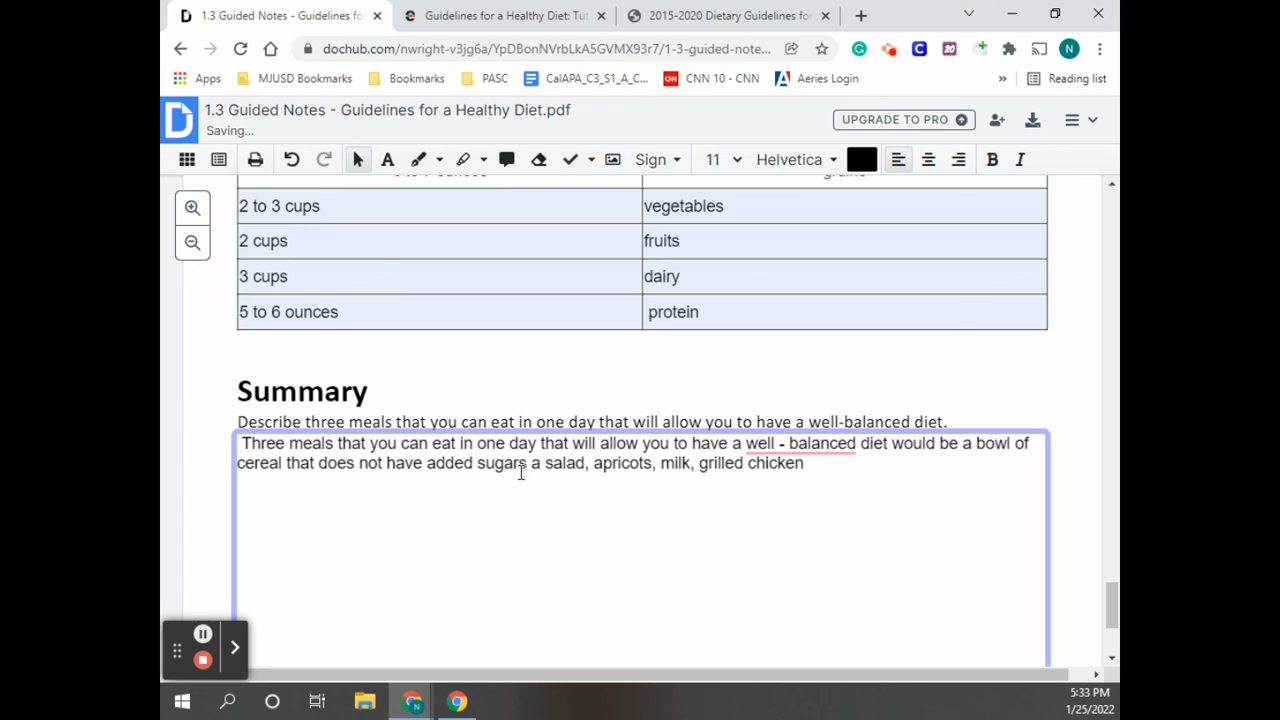 1.3 Guided Notes - Guidelines fo
Guidelines for a Healthy Diet: Tut
2015-2020 Dietary Guidelines for
dochub.com/nwright-v3jg6a/YpDBonNVrbLkA5GVMX93r7/1-3-guided-note...
N
Apps
MJUSD Bookmarks
Bookmarks
PASC
CalAPA_C3_S1_A_C...
CNN 10 - CNN
Aeries Login
»
Reading list
1.3 Guided Notes - Guidelines for a Healthy Diet.pdf
Saving...
UPGRADE TO PRO
Sign
11
Helvetica
B
I
2 to 3 cups
vegetables
2 cups
fruits
3 cups
dairy
5 to 6 ounces
protein
Summary
Describe three meals that you can eat in one day that will allow you to have a well-balanced diet.
Three meals that you can eat in one day that will allow you to have a well - balanced diet would be a bowl of
cereal that does not have added sugars a salad, apricots, milk, grilled chicken
5:33 PM
1/25/2022